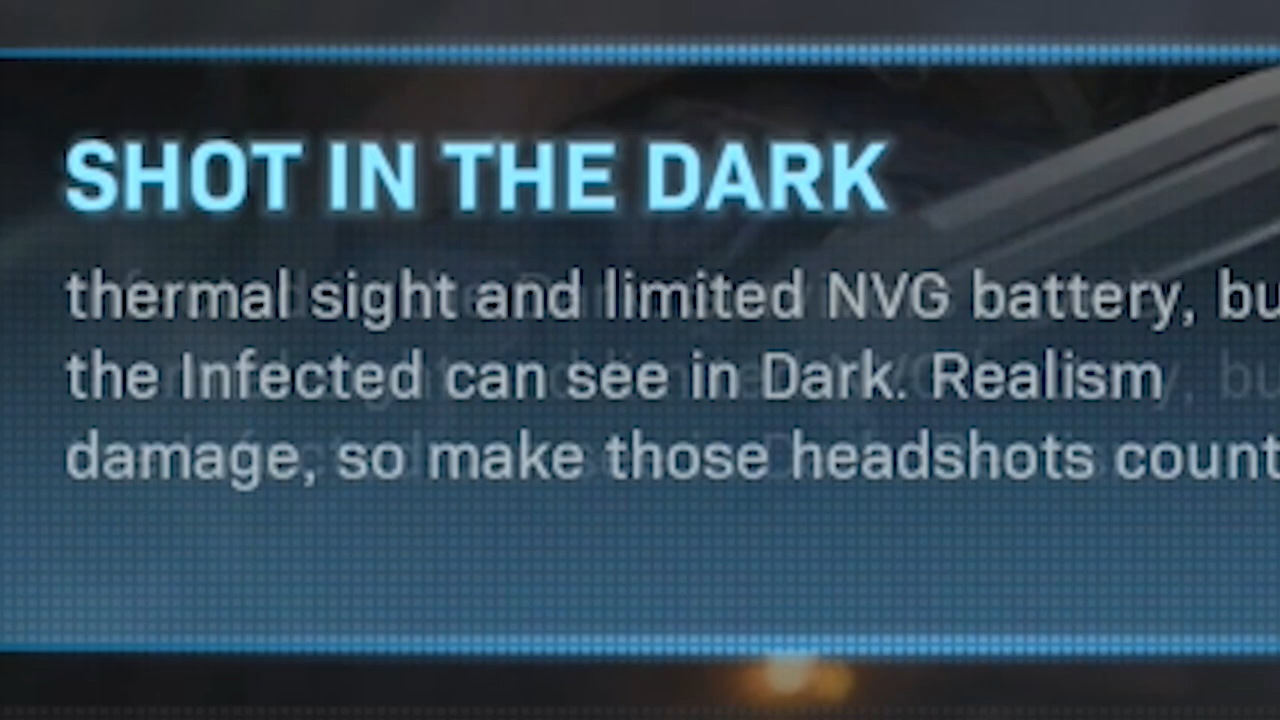 SHOT IN THE DARK
thermal sight and limited NVG battery, bu
the Infected can see in Dark. Realism
damage, so make those headshots count